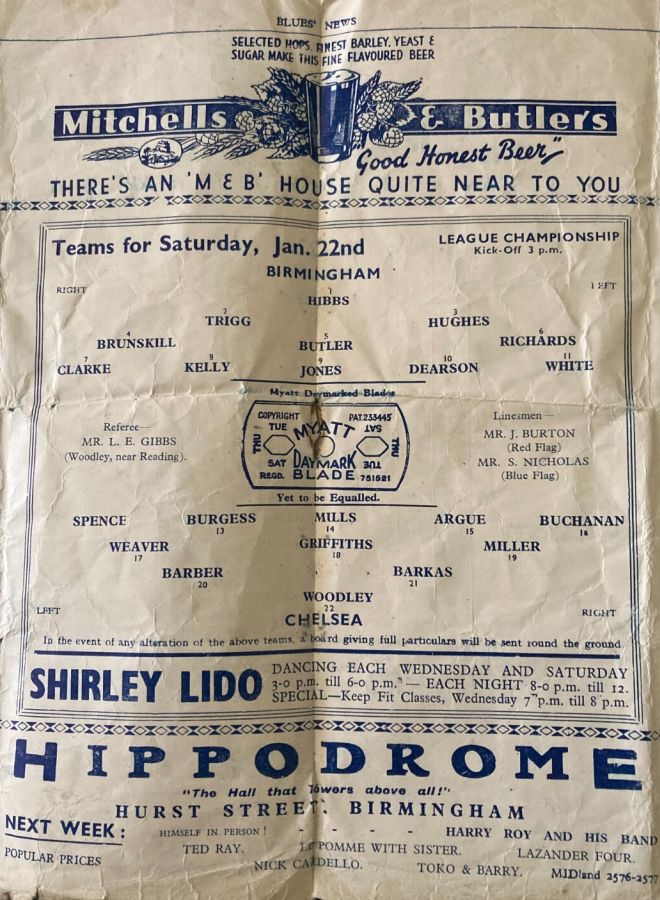 BLUES' NEWS
SELECTED HOPS, FINEST BARLEY, YEAST &
SUGAR MAKE THIS FINE FLAVOURED BEER
Mitchells & Butlers
"Good Honest Beer"
THERE'S AN 'M & B' HOUSE QUITE NEAR TO YOU
Teams for Saturday, Jan. 22nd
LEAGUE CHAMPIONSHIP
Kick-Off 3 p.m.
BIRMINGHAM
RIGHT LEFT
1
HIBBS
2 3
TRIGG HUGHES
4 5 6
BRUNSKILL BUTLER RICHARDS
7 8 9 10 11
CLARKE KELLY JONES DEARSON WHITE
Myatt Daymarked Blades
Referee—
MR. L. E. GIBBS
(Woodley, near Reading).
COPYRIGHT PAT.233445
TUE SAT
MYATT
THU THU
DAYMARK
SAT TUE
REGD. BLADE 751521
Linesmen—
MR. J. BURTON
(Red Flag)
MR. S. NICHOLAS
(Blue Flag)
Yet to be Equalled.
SPENCE BURGESS MILLS ARGUE BUCHANAN
13 14 15 16
WEAVER GRIFFITHS MILLER
17 18 19
BARBER BARKAS
20 21
WOODLEY
22
LEFT RIGHT
CHELSEA
In the event of any alteration of the above teams, a board giving full particulars will be sent round the ground
SHIRLEY LIDO
DANCING EACH WEDNESDAY AND SATURDAY
3-0 p.m. till 6-0 p.m. — EACH NIGHT 8-0 p.m. till 12.
SPECIAL—Keep Fit Classes, Wednesday 7 p.m. till 8 p.m.
HIPPODROME
"The Hall that Towers above all!"
HURST STREET, BIRMINGHAM
NEXT WEEK:
HIMSELF IN PERSON! - - - - HARRY ROY AND HIS BAND
POPULAR PRICES
TED RAY. LE POMME WITH SISTER. LAZANDER FOUR.
NICK CARDELLO. TOKO & BARRY.
MIDland 2576-2577